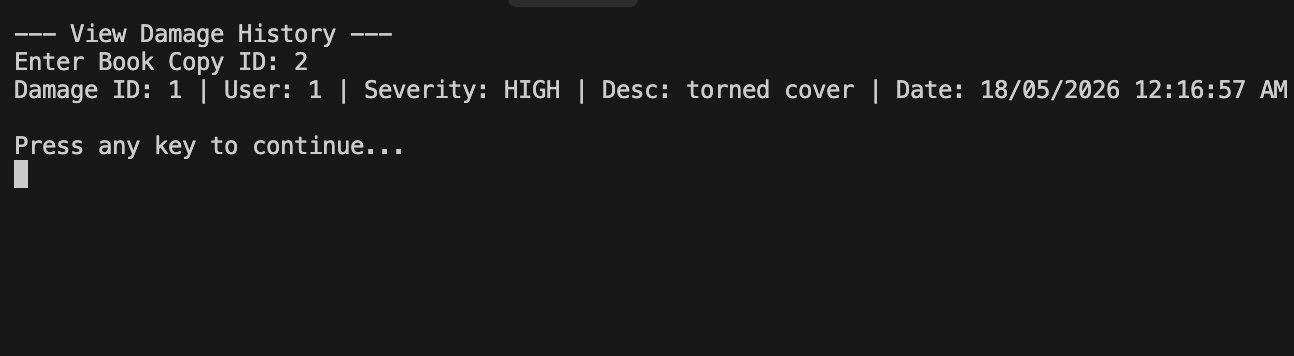 --- View Damage History ---
Enter Book Copy ID: 2
Damage ID: 1 | User: 1 | Severity: HIGH | Desc: torned cover | Date: 18/05/2026 12:16:57 AM
Press any key to continue...